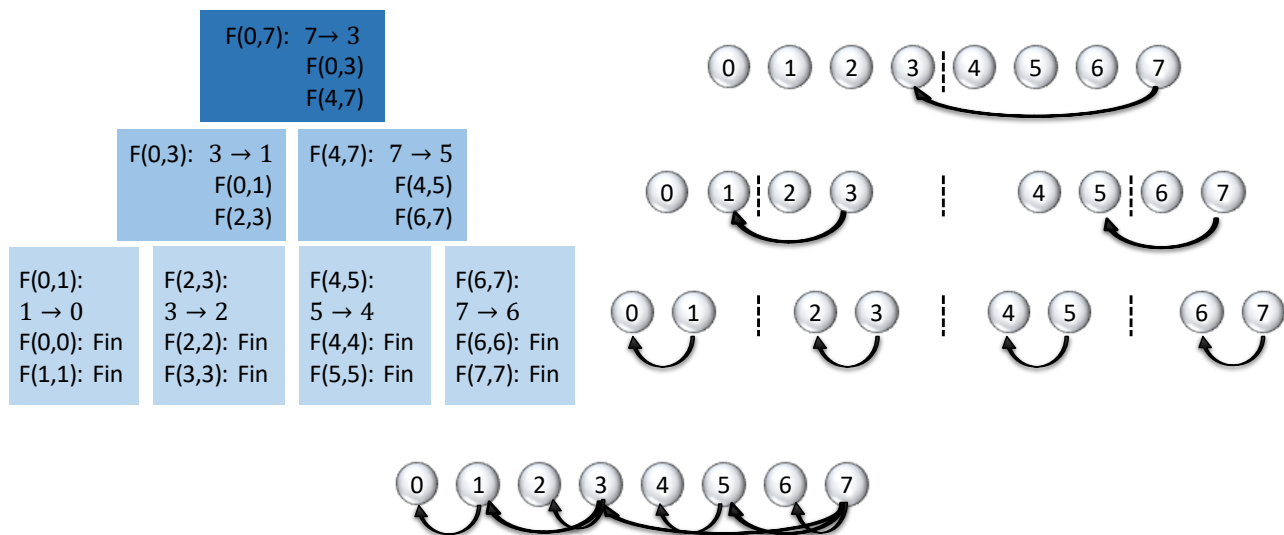 F(0,7): 7→ 3
F(0,3)
F(4,7)
F(0,3): 3 → 1
F(0,1)
F(2,3)
F(4,7): 7 → 5
F(4,5)
F(6,7)
F(0,1):
1 → 0
F(0,0): Fin
F(1,1): Fin
F(2,3):
3 → 2
F(2,2): Fin
F(3,3): Fin
F(4,5):
5 → 4
F(4,4): Fin
F(5,5): Fin
F(6,7):
7 → 6
F(6,6): Fin
F(7,7): Fin
0 1 2 3 4 5 6 7
0 1 2 3 4 5 6 7
0 1 2 3 4 5 6 7
0 1 2 3 4 5 6 7